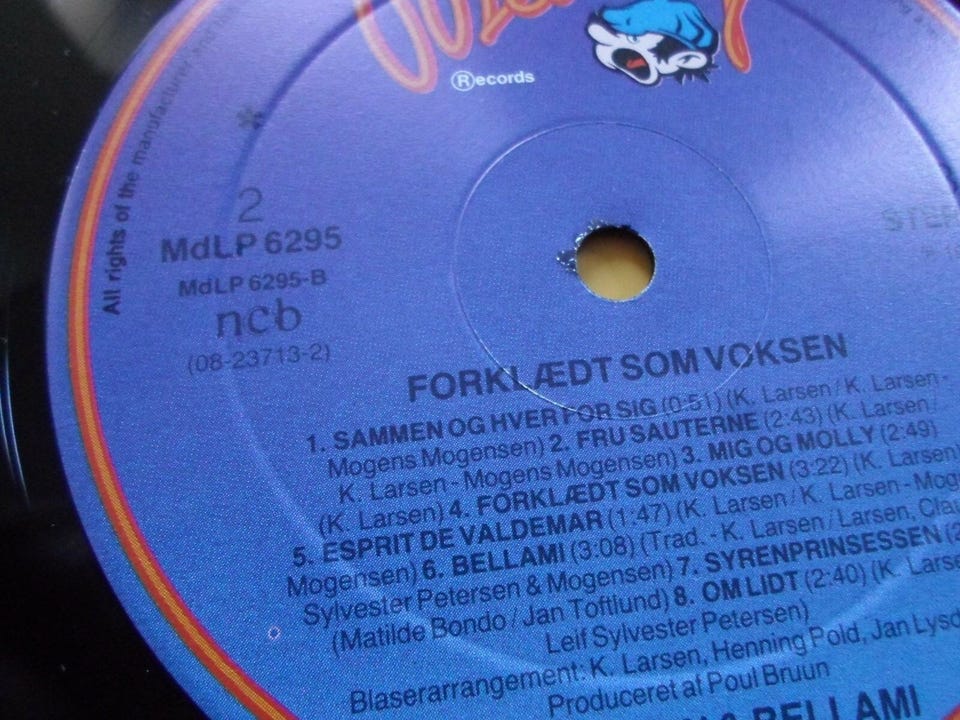 Ⓡecords
All rights of the manufacturer
2
MdLP 6295
MdLP 6295-B
ncb
(08-23713-2)
FORKLÆDT SOM VOKSEN
1. SAMMEN OG HVER FOR SIG (0:51) (K. Larsen / K. Larsen -
Mogens Mogensen) 2. FRU SAUTERNE (2:43) (K. Larsen /
K. Larsen - Mogens Mogensen) 3. MIG OG MOLLY (2:49)
(K. Larsen) 4. FORKLÆDT SOM VOKSEN (3:22) (K. Larsen)
5. ESPRIT DE VALDEMAR (1:47) (K. Larsen / K. Larsen -
Mogensen) 6. BELLAMI (3:08) (Trad. - K. Larsen / Larsen,
Sylvester Petersen & Mogensen) 7. SYRENPRINSESSEN
(Matilde Bondo / Jan Toftlund) 8. OM LIDT (2:40) (K.
Leif Sylvester Petersen)
Blaserarrangement: K. Larsen, Henning Pold, Jan
Produceret af Poul Bruun
BELLAMI